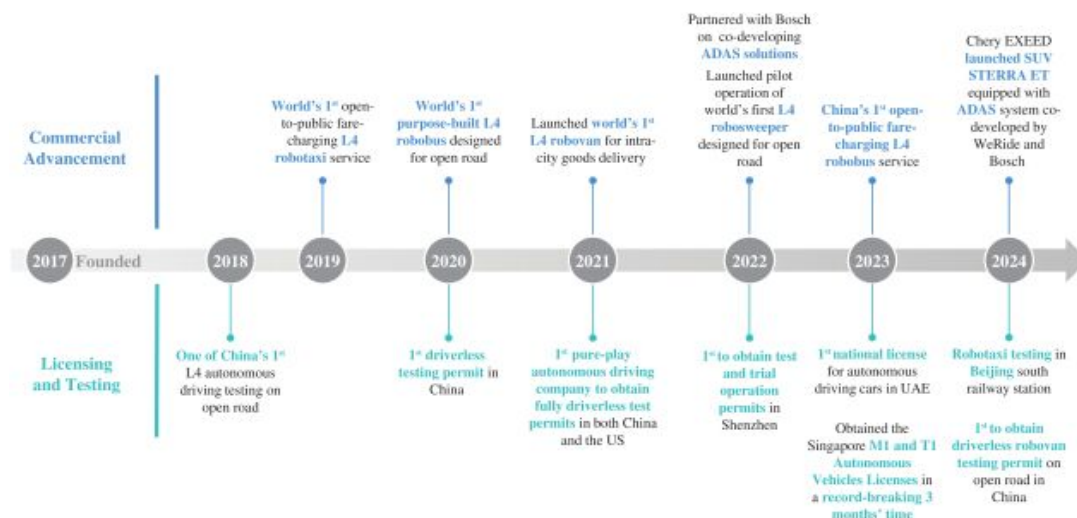 Commercial
Advancement
World's 1st open-
to-public fare-
charging L4
robotaxi service
World's 1st
purpose-built L4
robobus designed
for open road
Launched world's 1st
L4 robovan for intra-
city goods delivery
Partnered with Bosch
on co-developing
ADAS solutions
Launched pilot
operation of
world's first L4
robosweeper
designed for open
road
China's 1st open-
to-public fare-
charging L4
robobus service
Chery EXEED
launched SUV
STERRA ET
equipped with
ADAS system co-
developed by
WeRide and
Bosch
2017 Founded
2018
2019
2020
2021
2022
2023
2024
Licensing
and Testing
One of China's 1st
L4 autonomous
driving testing on
open road
1st driverless
testing permit in
China
1st pure-play
autonomous driving
company to obtain
fully driverless test
permits in both China
and the US
1st to obtain test
and trial
operation
permits in
Shenzhen
1st national license
for autonomous
driving cars in UAE
Obtained the
Singapore M1 and T1
Autonomous
Vehicles Licenses in
a record-breaking 3
months' time
Robotaxi testing in
Beijing south
railway station
1st to obtain
driverless robovan
testing permit on
open road in
China